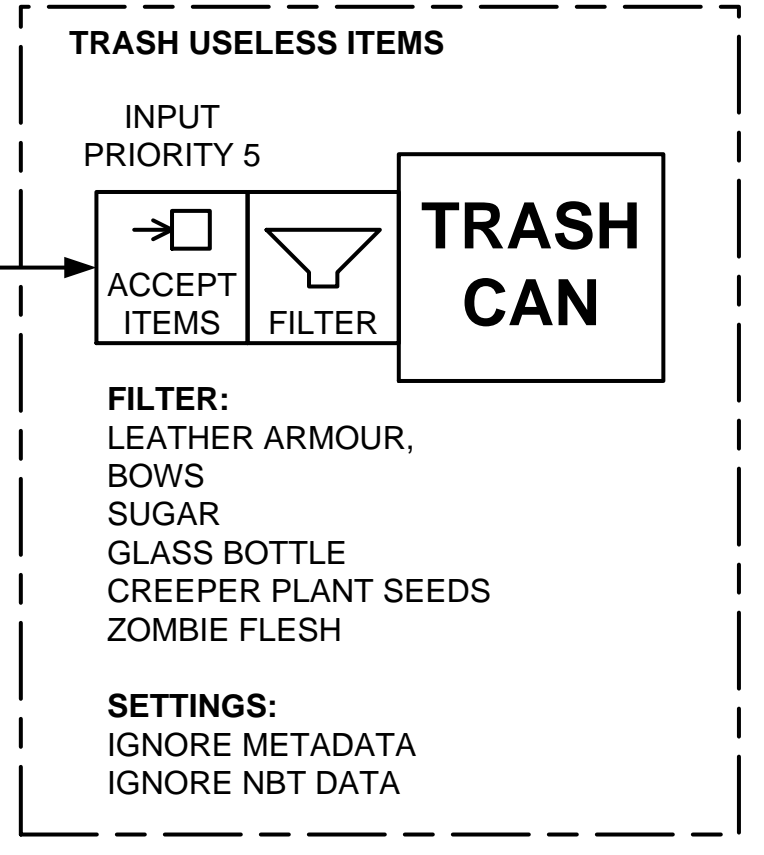 TRASH USELESS ITEMS
INPUT
PRIORITY 5
ACCEPT
ITEMS
FILTER
TRASH
CAN
FILTER:
LEATHER ARMOUR,
BOWS
SUGAR
GLASS BOTTLE
CREEPER PLANT SEEDS
ZOMBIE FLESH
SETTINGS:
IGNORE METADATA
IGNORE NBT DATA